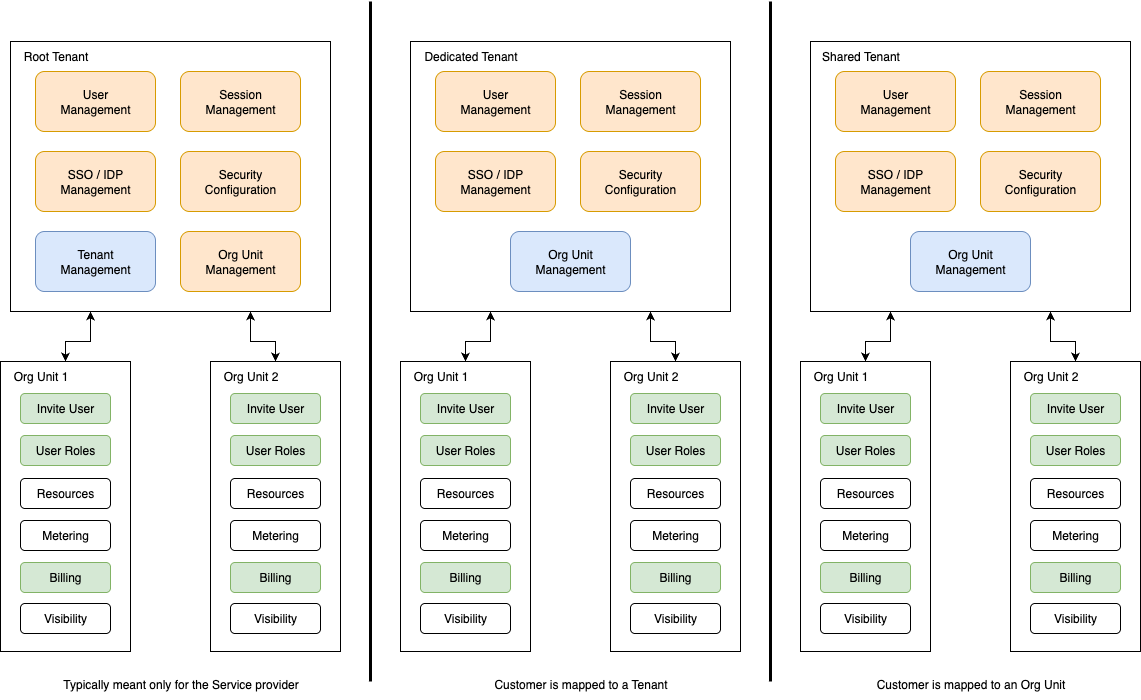 Root Tenant
User
Management
Session
Management
SSO / IDP
Management
Security
Configuration
Tenant
Management
Org Unit
Management
Org Unit 1
Invite User
User Roles
Resources
Metering
Billing
Visibility
Org Unit 2
Invite User
User Roles
Resources
Metering
Billing
Visibility
Typically meant only for the Service provider
Dedicated Tenant
User
Management
Session
Management
SSO / IDP
Management
Security
Configuration
Org Unit
Management
Org Unit 1
Invite User
User Roles
Resources
Metering
Billing
Visibility
Org Unit 2
Invite User
User Roles
Resources
Metering
Billing
Visibility
Customer is mapped to a Tenant
Shared Tenant
User
Management
Session
Management
SSO / IDP
Management
Security
Configuration
Org Unit
Management
Org Unit 1
Invite User
User Roles
Resources
Metering
Billing
Visibility
Org Unit 2
Invite User
User Roles
Resources
Metering
Billing
Visibility
Customer is mapped to an Org Unit